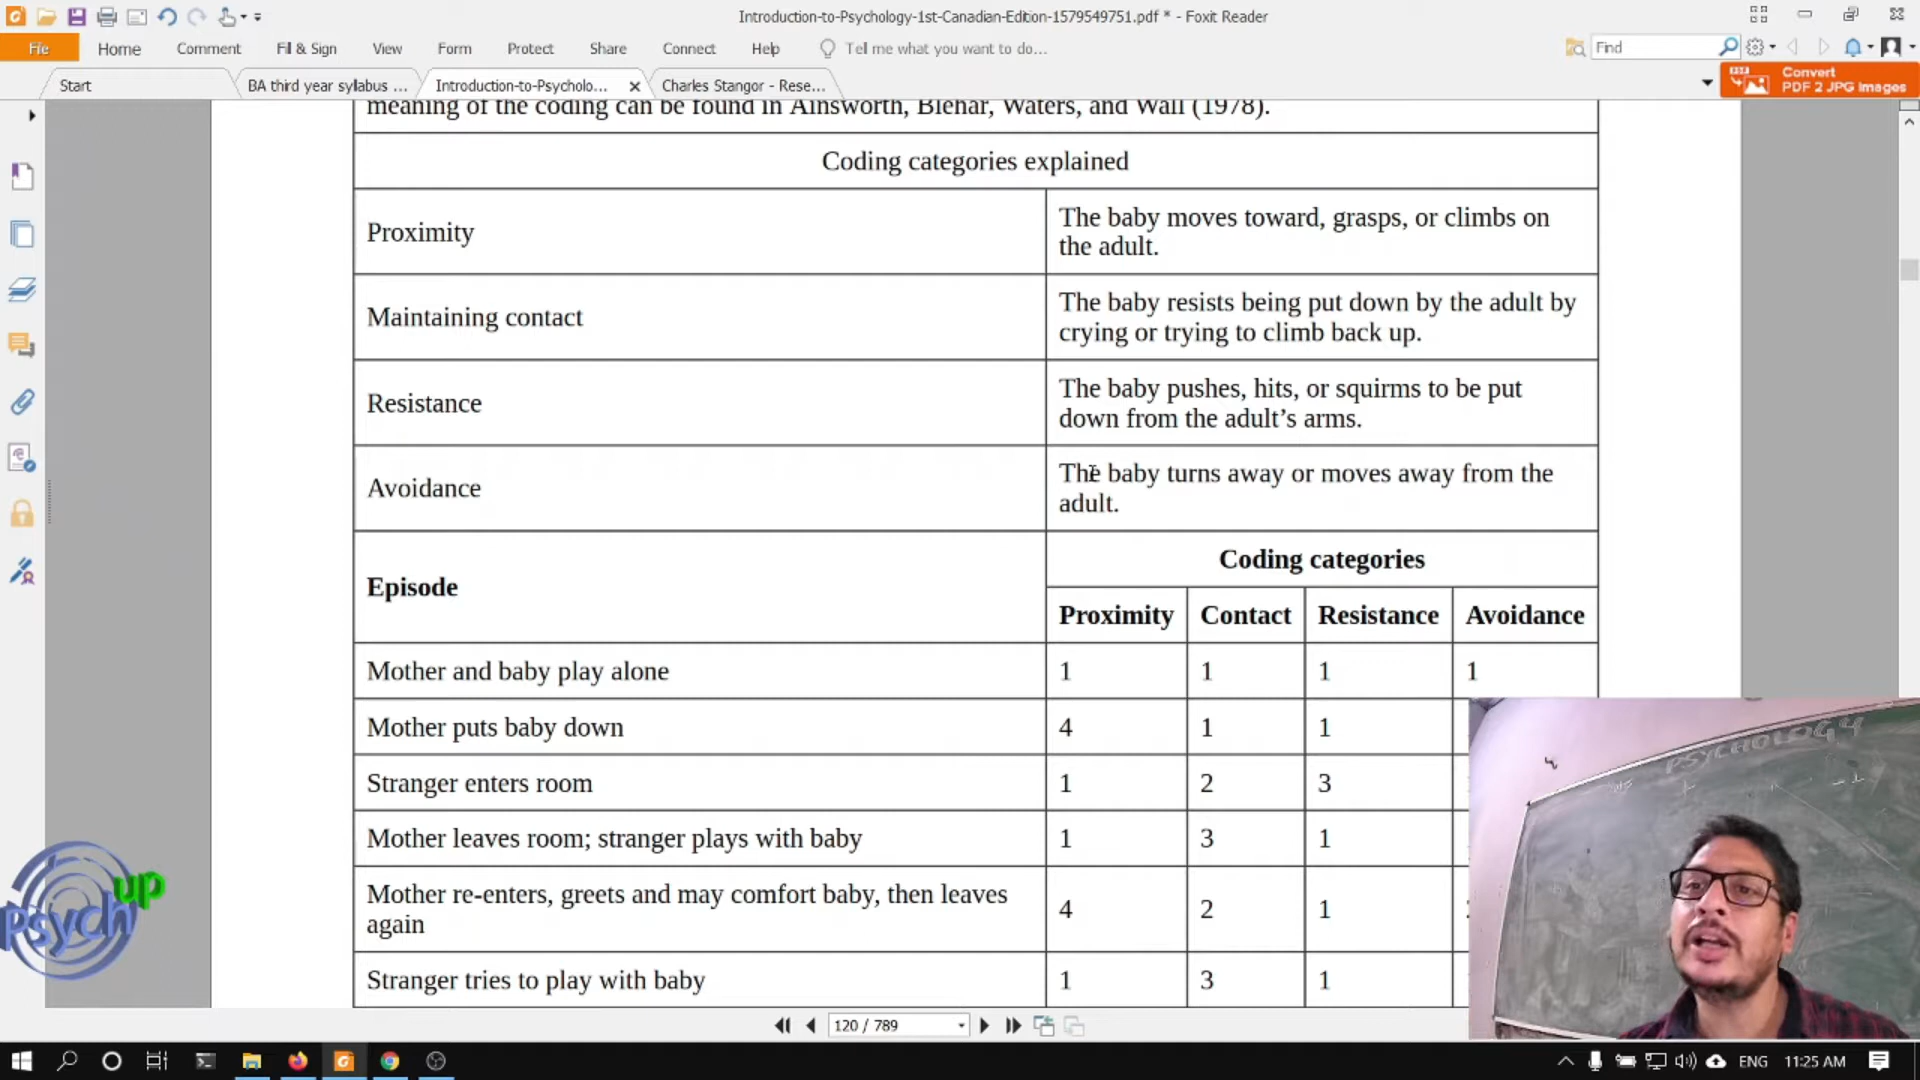 Introduction-to-Psychology-1st-Canadian-Edition-1579549751.pdf * - Foxit Reader
File Home Comment Fill & Sign View Form Protect Share Connect Help Tell me what you want to do... Find
Start BA third year syllabus ... Introduction-to-Psycholo... Charles Stangor - Rese...
Convert
PDF 2 JPG Images
meaning of the coding can be found in Ainsworth, Blehar, Waters, and Wall (1978).
Coding categories explained
Proximity
The baby moves toward, grasps, or climbs on
the adult.
Maintaining contact
The baby resists being put down by the adult by
crying or trying to climb back up.
Resistance
The baby pushes, hits, or squirms to be put
down from the adult’s arms.
Avoidance
The baby turns away or moves away from the
adult.
Episode
Coding categories
Proximity Contact Resistance Avoidance
Mother and baby play alone 1 1 1 1
Mother puts baby down 4 1 1
Stranger enters room 1 2 3
Mother leaves room; stranger plays with baby 1 3 1
Mother re-enters, greets and may comfort baby, then leaves
again
4 2 1
Stranger tries to play with baby 1 3 1
PSYCHOLOGY
Psych up
120 / 789
ENG 11:25 AM